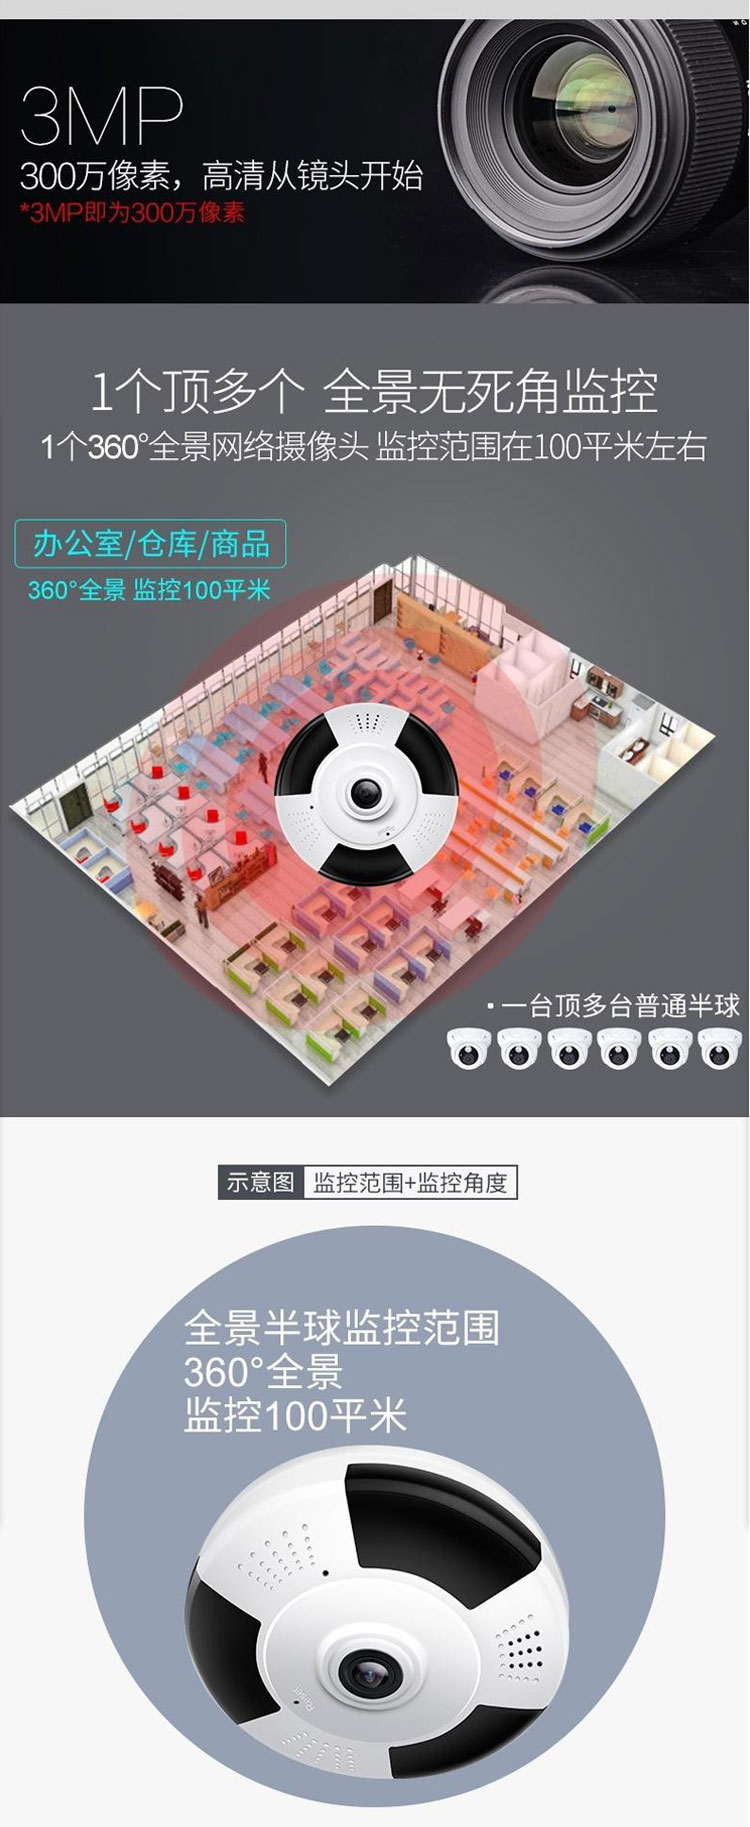 3MP
300万像素，高清从镜头开始
*3MP即为300万像素
1个顶多个 全景无死角监控
1个360°全景网络摄像头 监控范围在100平米左右
办公室/仓库/商品
360°全景 监控100平米
Reset
·一台顶多台普通半球
示意图 监控范围+监控角度
全景半球监控范围
360°全景
监控100平米
Reset